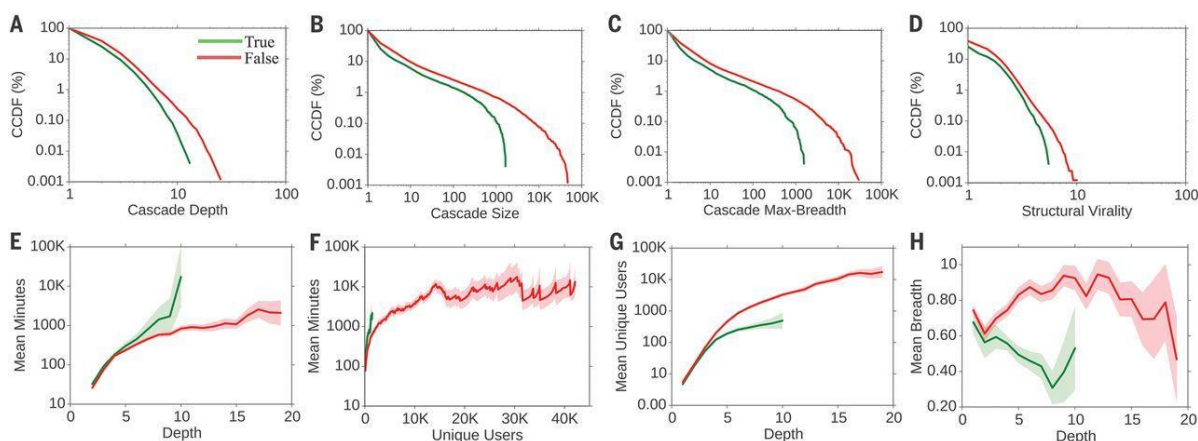 A
CCDF (%)
100
10
1
0.10
0.01
0.001
True
False
1 10 100
Cascade Depth
B
CCDF (%)
100
10
1
0.10
0.01
0.001
1 10 100 1000 10K 100K
Cascade Size
C
CCDF (%)
100
10
1
0.10
0.01
0.001
1 10 100 1000 10K 100K
Cascade Max-Breadth
D
CCDF (%)
100
10
1
0.10
0.01
0.001
1 10 100
Structural Virality
E
Mean Minutes
100K
10K
1000
100
10
0 5 10 15 20
Depth
F
Mean Minutes
100K
10K
1000
100
10
0 10K 20K 30K 40K
Unique Users
G
Mean Unique Users
100K
10K
1000
100
10
0.00
0 5 10 15 20
Depth
H
Mean Breadth
1.0
0.80
0.60
0.40
0.20
0 5 10 15 20
Depth